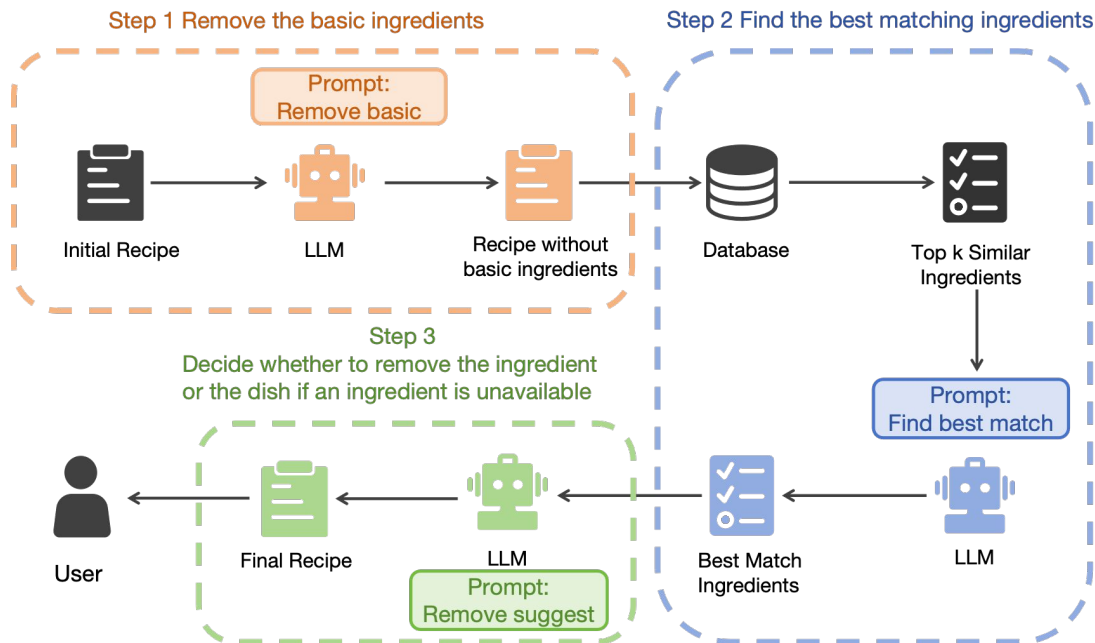 Step 1 Remove the basic ingredients
Prompt:
Remove basic
Initial Recipe
LLM
Recipe without
basic ingredients
Step 2 Find the best matching ingredients
Database
Top k Similar
Ingredients
Prompt:
Find best match
LLM
Best Match
Ingredients
Step 3
Decide whether to remove the ingredient
or the dish if an ingredient is unavailable
LLM
Prompt:
Remove suggest
Final Recipe
User